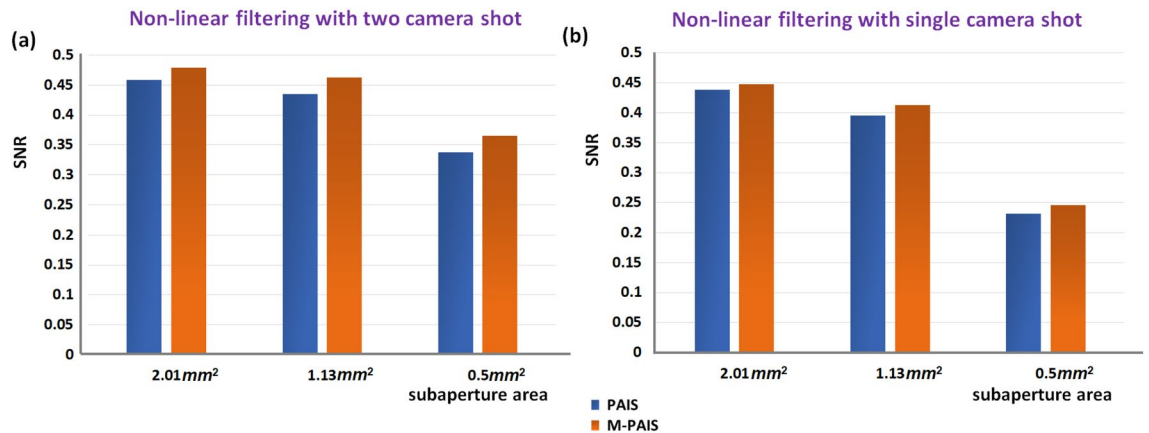 Non-linear filtering with two camera shot
(a)
0.5
0.45
0.4
0.35
0.3
0.25
0.2
0.15
0.1
0.05
0
SNR
2.01mm²
1.13mm²
0.5mm²
subaperture area
Non-linear filtering with single camera shot
(b)
0.5
0.45
0.4
0.35
0.3
0.25
0.2
0.15
0.1
0.05
0
SNR
2.01mm²
1.13mm²
0.5mm²
subaperture area
PAIS
M-PAIS